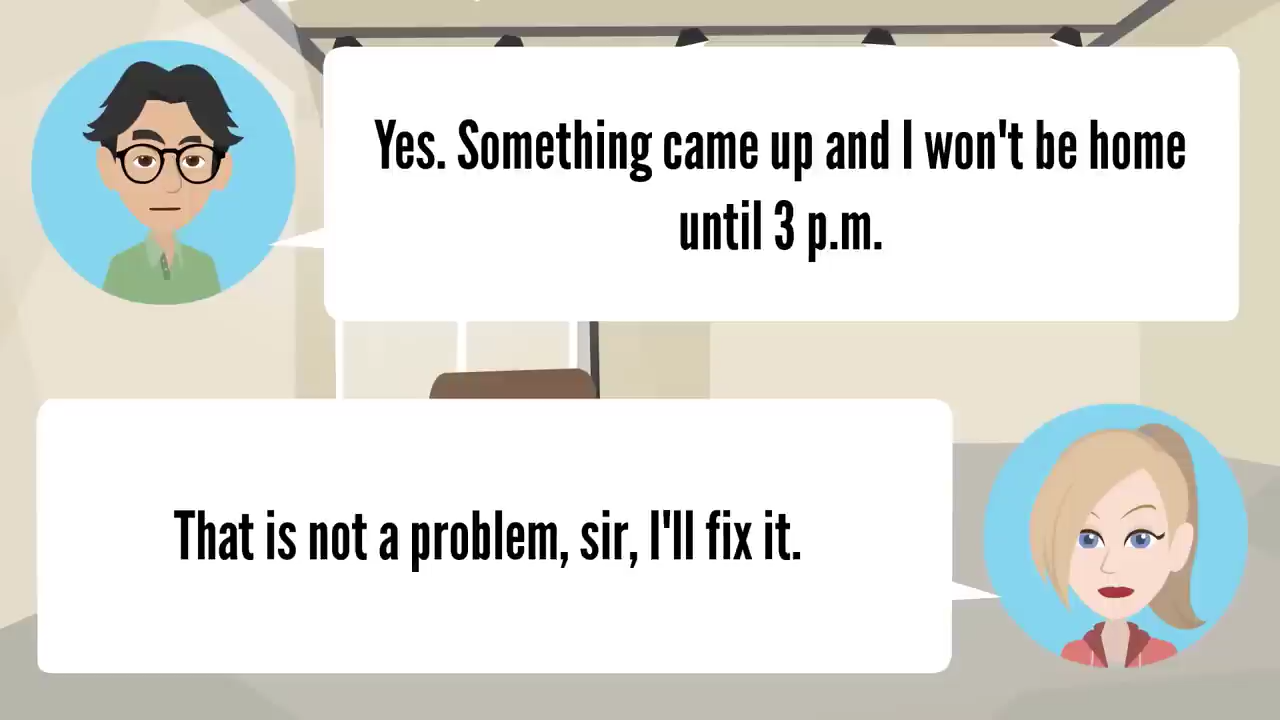 Yes. Something came up and I won't be home
until 3 p.m.
That is not a problem, sir, I'll fix it.